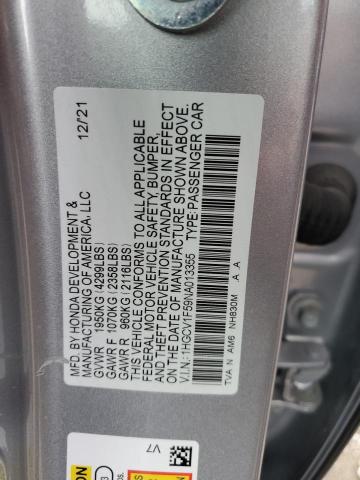 MFD. BY HONDA DEVELOPMENT &
MANUFACTURING OF AMERICA, LLC 12/21
GVWR 1950KG (4299LBS)
GAWR F 1070KG (2358LBS)
GAWR R 960KG (2116LBS)
THIS VEHICLE CONFORMS TO ALL APPLICABLE
FEDERAL MOTOR VEHICLE SAFETY, BUMPER,
AND THEFT PREVENTION STANDARDS IN EFFECT
ON THE DATE OF MANUFACTURE SHOWN ABOVE.
V.I.N.:1HGCV1F59NA013355 TYPE:PASSENGER CAR
TVA N AM6 NH830M .A .A
V7